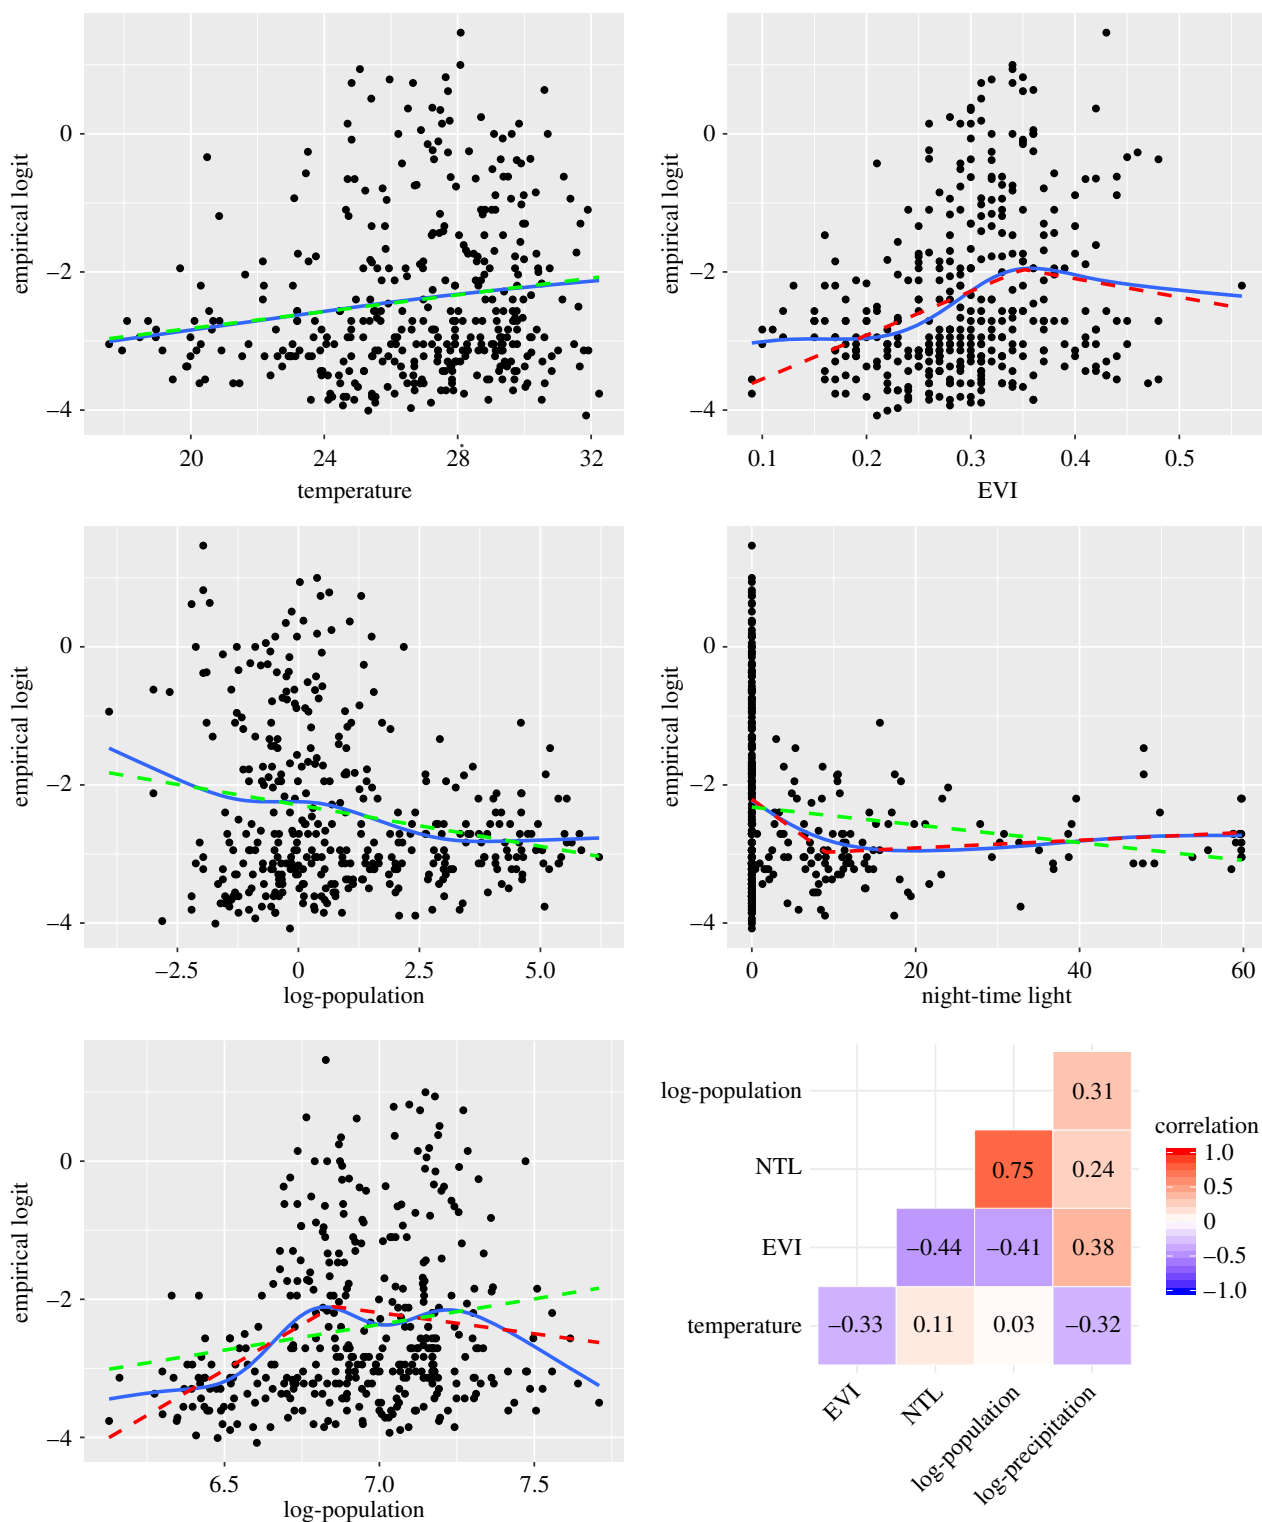 0
−2
−4
empirical logit
20
24
28
32
temperature
0
−2
−4
empirical logit
0.1
0.2
0.3
0.4
0.5
EVI
0
−2
−4
empirical logit
−2.5
0
2.5
5.0
log-population
0
−2
−4
empirical logit
0
20
40
60
night-time light
0
−2
−4
empirical logit
6.5
7.0
7.5
log-population
log-population
NTL
EVI
temperature
0.31
0.75
0.24
−0.44
−0.41
0.38
−0.33
0.11
0.03
−0.32
EVI
NTL
log-population
log-precipitation
correlation
1.0
0.5
0
−0.5
−1.0